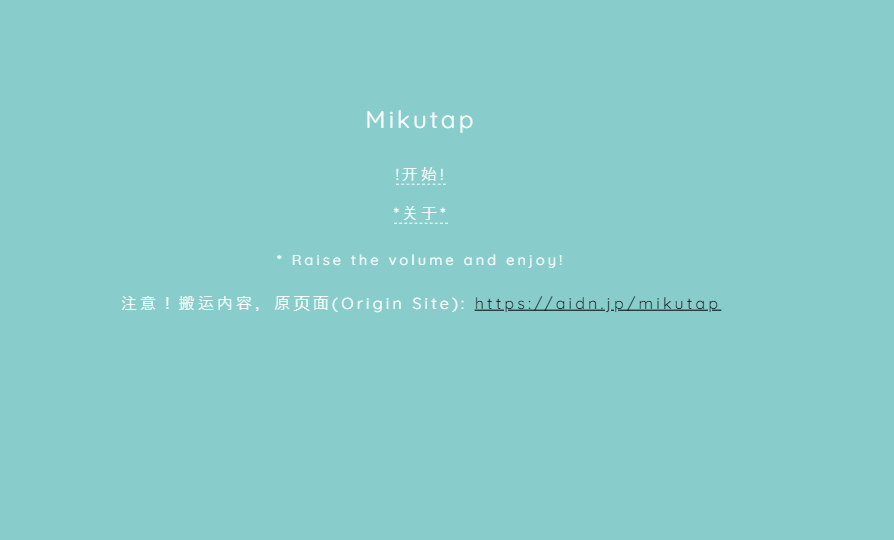 Mikutap
!开始!
*关于*
* Raise the volume and enjoy!
注意！搬运内容，原页面(Origin Site): https://aidn.jp/mikutap